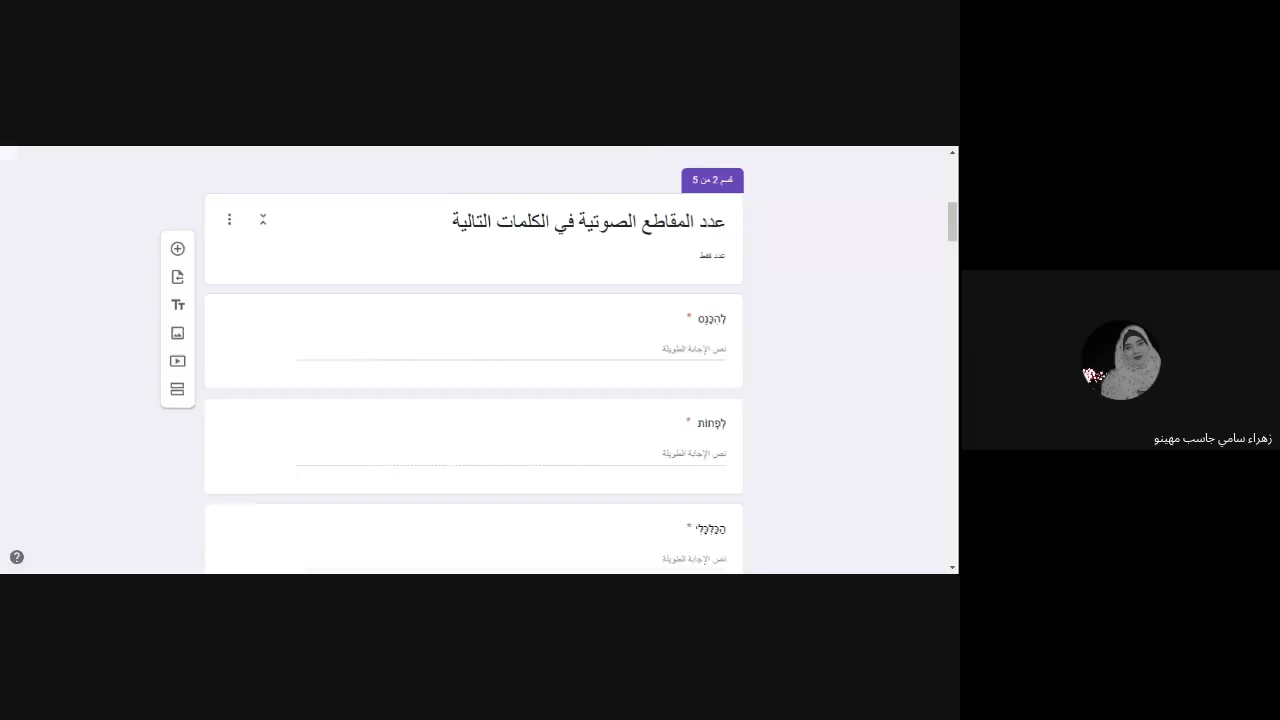 قسم 2 من 5
عدد المقاطع الصوتية في الكلمات التالية
عدد فقط
לְהִכָּנֵס *
نص الإجابة الطويلة
לְפָּחוֹת *
نص الإجابة الطويلة
הַכַּלְכָּלִי *
نص الإجابة الطويلة
زهراء سامي جاسب مهينو